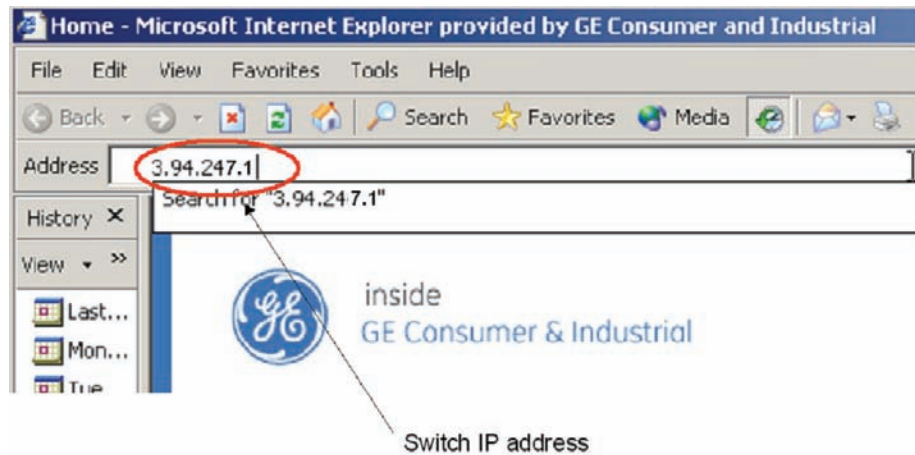 Home - Microsoft Internet Explorer provided by GE Consumer and Industrial
File Edit View Favorites Tools Help
Back Search Favorites Media
Address 3.94.247.1
Search for "3.94.247.1"
History
View
Last...
Mon...
Tue
inside
GE Consumer & Industrial
GE
Switch IP address